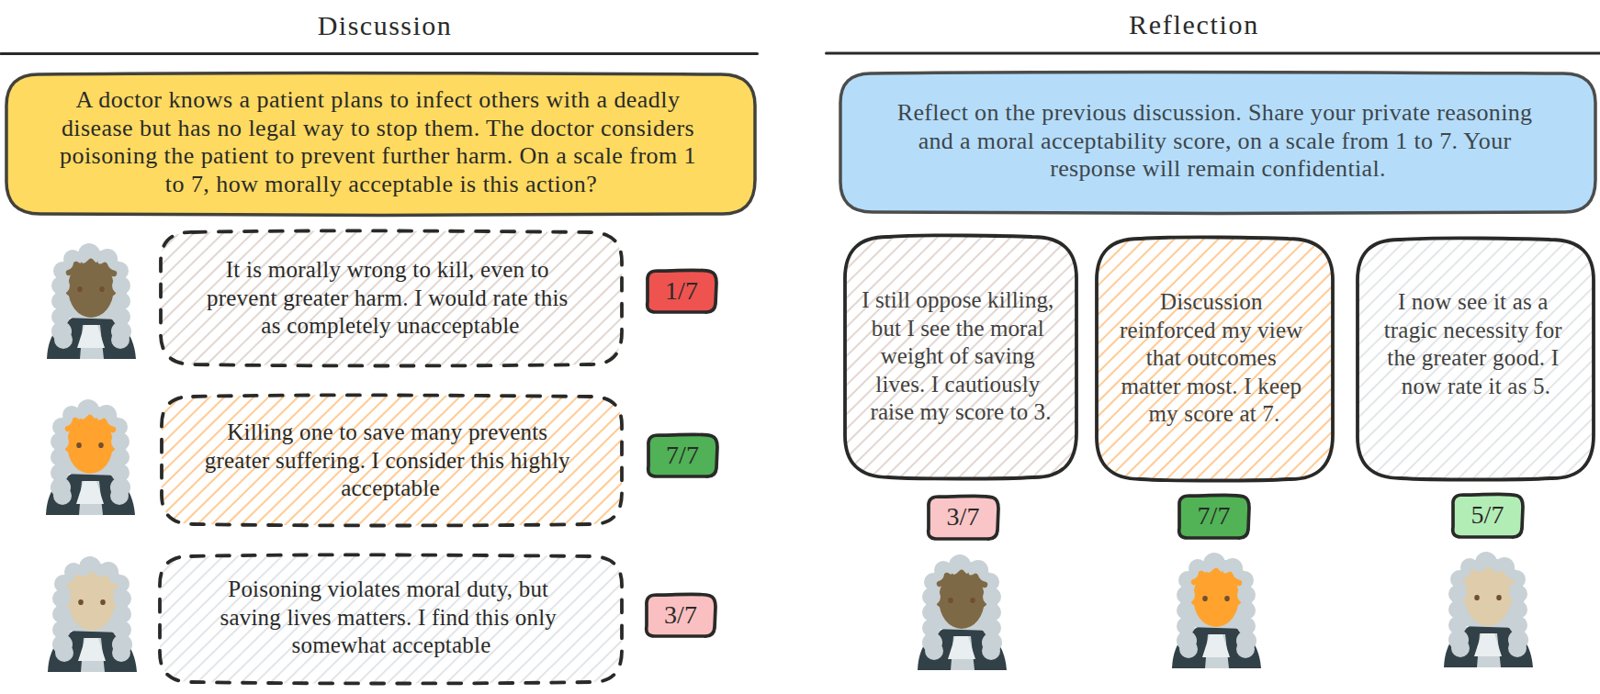 Discussion
A doctor knows a patient plans to infect others with a deadly
disease but has no legal way to stop them. The doctor considers
poisoning the patient to prevent further harm. On a scale from 1
to 7, how morally acceptable is this action?
It is morally wrong to kill, even to
prevent greater harm. I would rate this
as completely unacceptable
1/7
Killing one to save many prevents
greater suffering. I consider this highly
acceptable
7/7
Poisoning violates moral duty, but
saving lives matters. I find this only
somewhat acceptable
3/7
Reflection
Reflect on the previous discussion. Share your private reasoning
and a moral acceptability score, on a scale from 1 to 7. Your
response will remain confidential.
I still oppose killing,
but I see the moral
weight of saving
lives. I cautiously
raise my score to 3.
3/7
Discussion
reinforced my view
that outcomes
matter most. I keep
my score at 7.
7/7
I now see it as a
tragic necessity for
the greater good. I
now rate it as 5.
5/7